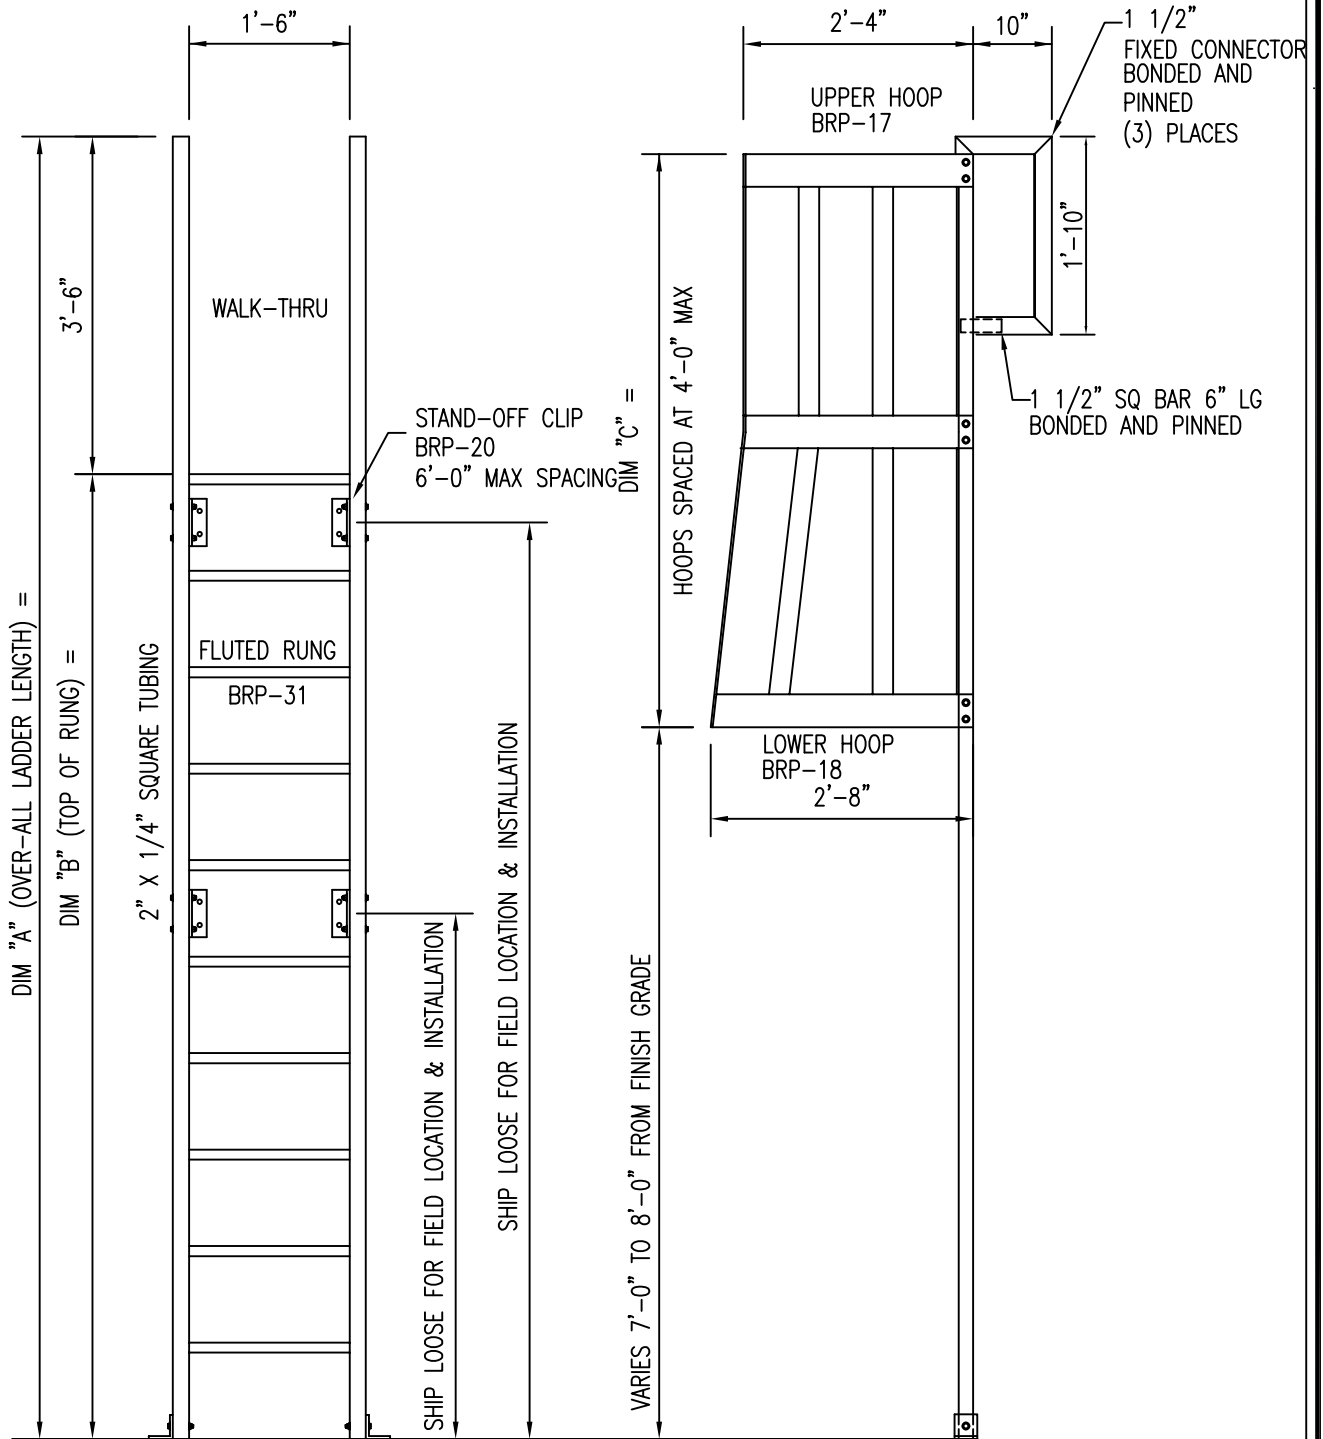 1'-6"
2'-4"
10"
1 1/2"
FIXED CONNECTOR
BONDED AND
PINNED
(3) PLACES
UPPER HOOP
BRP-17
3'-6"
WALK-THRU
1'-10"
STAND-OFF CLIP
BRP-20
6'-0" MAX SPACING
DIM "C" =
HOOPS SPACED AT 4'-0" MAX
1 1/2" SQ BAR 6" LG
BONDED AND PINNED
DIM "A" (OVER-ALL LADDER LENGTH) =
DIM "B" (TOP OF RUNG) =
2" X 1/4" SQUARE TUBING
FLUTED RUNG
BRP-31
SHIP LOOSE FOR FIELD LOCATION & INSTALLATION
SHIP LOOSE FOR FIELD LOCATION & INSTALLATION
LOWER HOOP
BRP-18
2'-8"
VARIES 7'-0" TO 8'-0" FROM FINISH GRADE